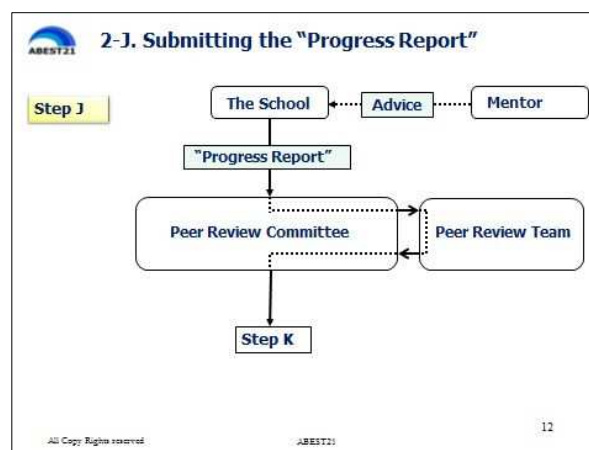 ABEST21
2-J. Submitting the “Progress Report”
Step J
The School
Advice
Mentor
“Progress Report”
Peer Review Committee
Peer Review Team
Step K
12
All Copy Rights reserved
ABEST21